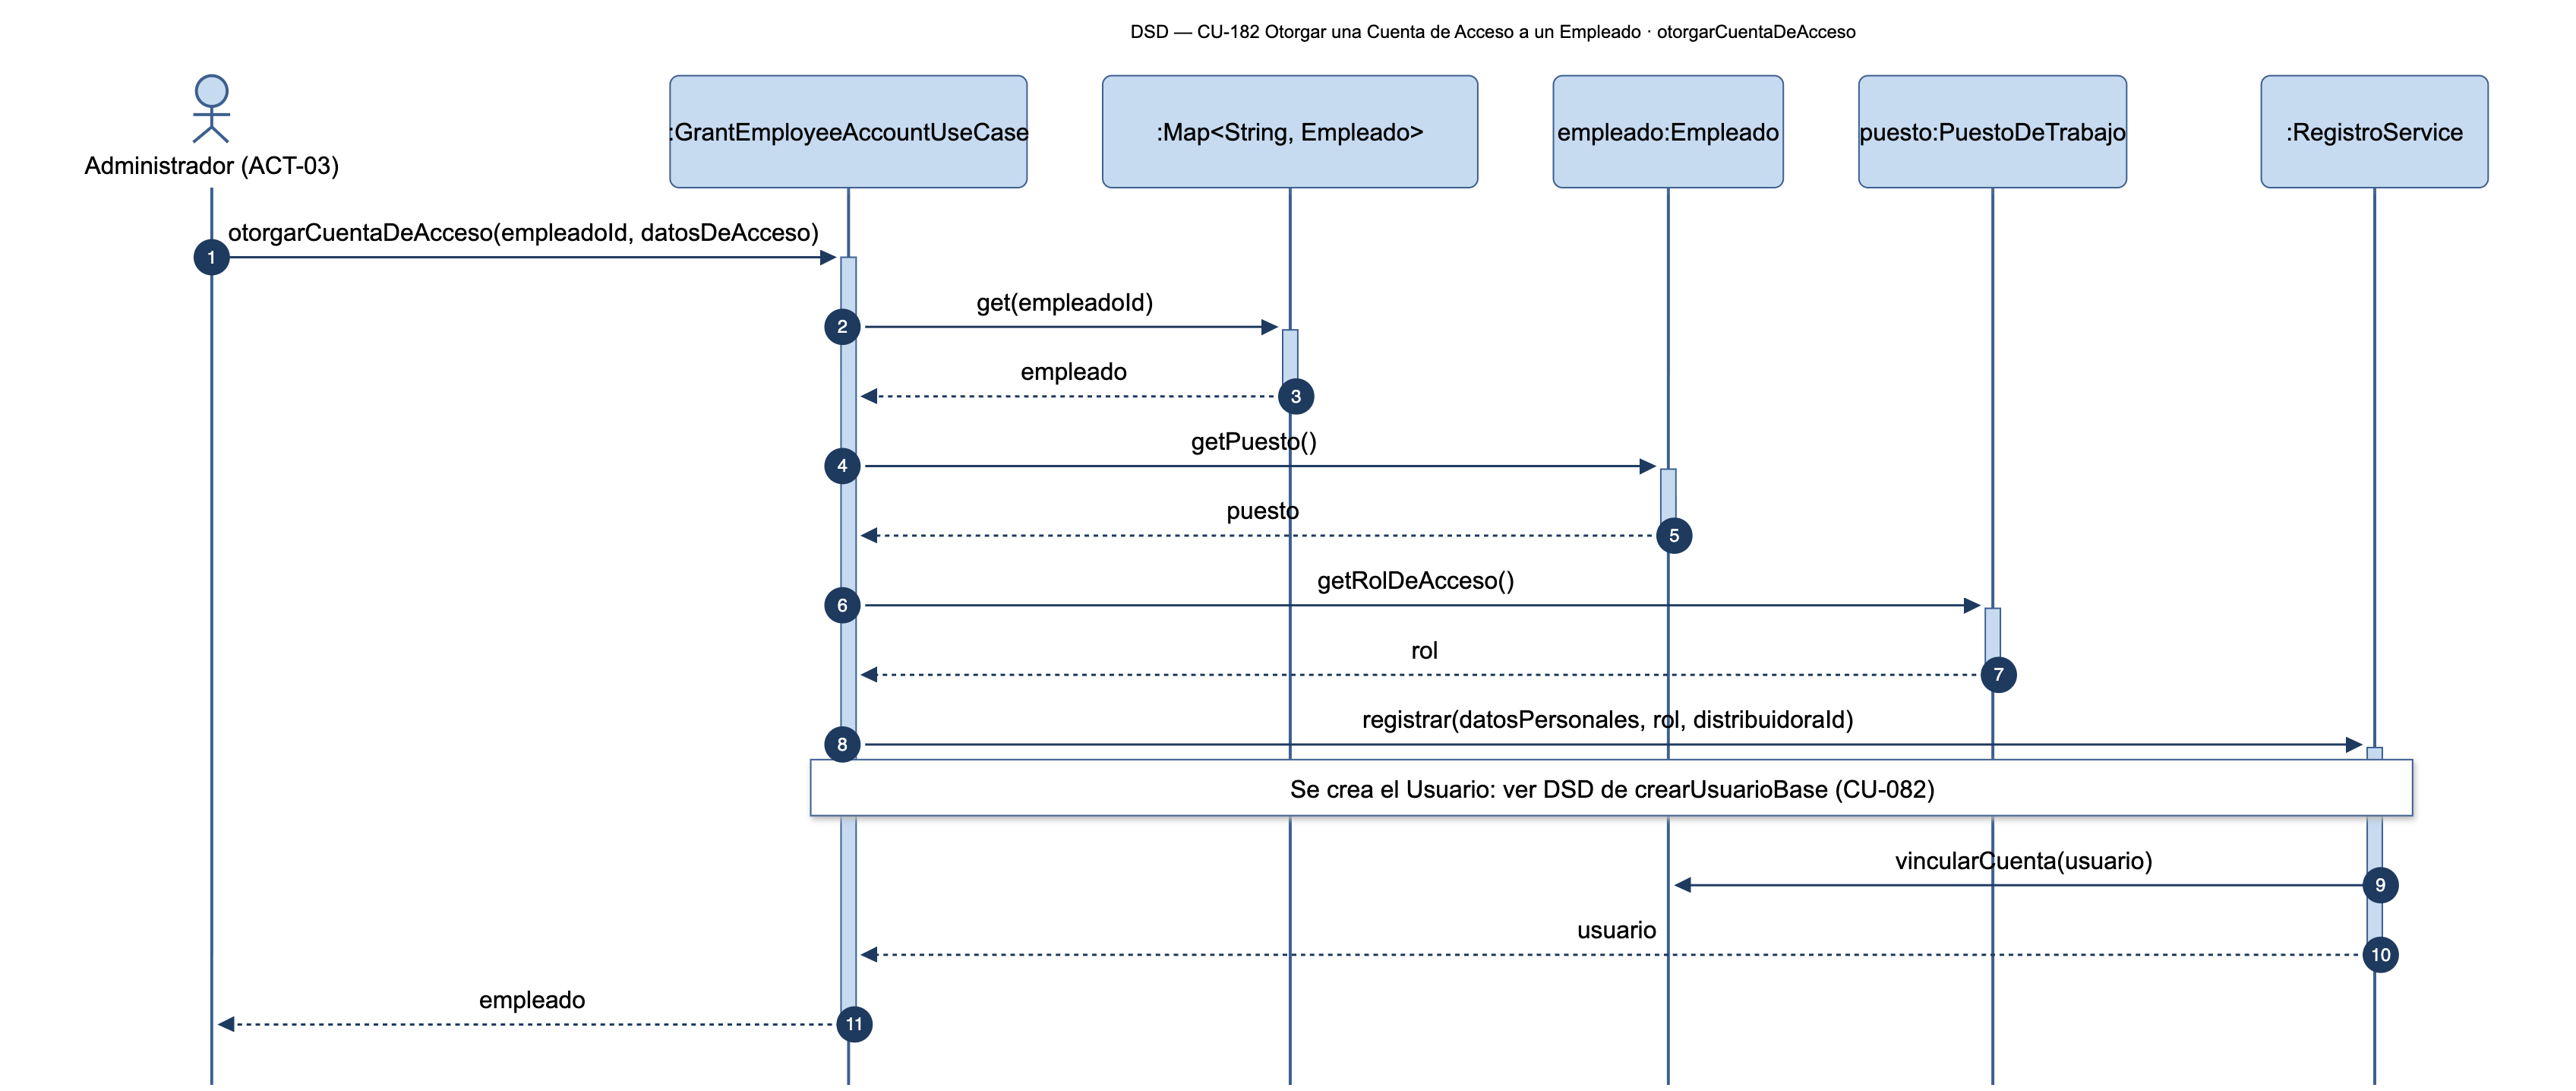 DSD — CU-182 Otorgar una Cuenta de Acceso a un Empleado · otorgarCuentaDeAcceso
Administrador (ACT-03)
:GrantEmployeeAccountUseCase
:Map<String, Empleado>
empleado:Empleado
puesto:PuestoDeTrabajo
:RegistroService
otorgarCuentaDeAcceso(empleadoId, datosDeAcceso)
1
get(empleadoId)
2
empleado
3
getPuesto()
4
puesto
5
getRolDeAcceso()
6
rol
7
registrar(datosPersonales, rol, distribuidoraId)
8
Se crea el Usuario: ver DSD de crearUsuarioBase (CU-082)
vincularCuenta(usuario)
9
usuario
10
empleado
11